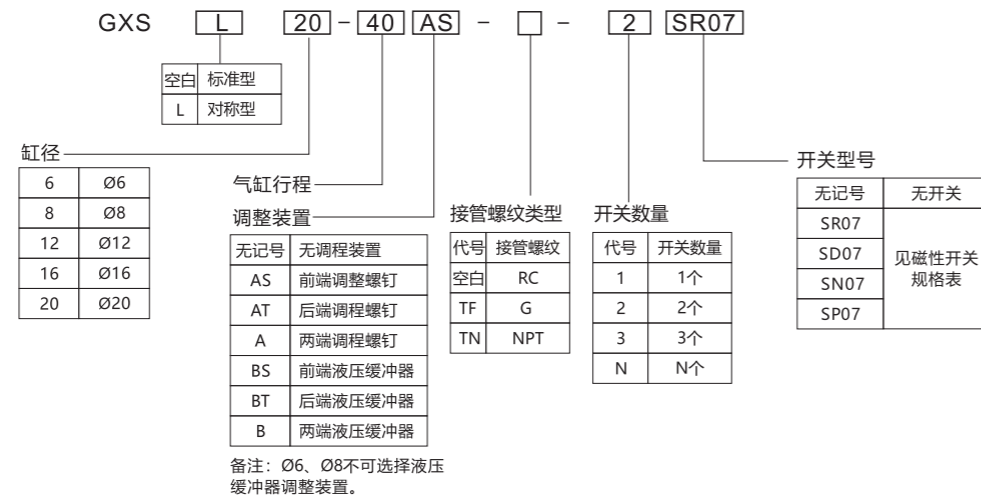 GXS L 20 - 40 AS - □ - 2 SR07
空白 标准型
L 对称型
缸径
6 Ø6
8 Ø8
12 Ø12
16 Ø16
20 Ø20
气缸行程
调整装置
无记号 无调程装置
AS 前端调整螺钉
AT 后端调程螺钉
A 两端调程螺钉
BS 前端液压缓冲器
BT 后端液压缓冲器
B 两端液压缓冲器
备注：Ø6、Ø8不可选择液压
缓冲器调整装置。
接管螺纹类型
代号 接管螺纹
空白 RC
TF G
TN NPT
开关数量
代号 开关数量
1 1个
2 2个
3 3个
N N个
开关型号
无记号 无开关
SR07
SD07
SN07
SP07
见磁性开关
规格表